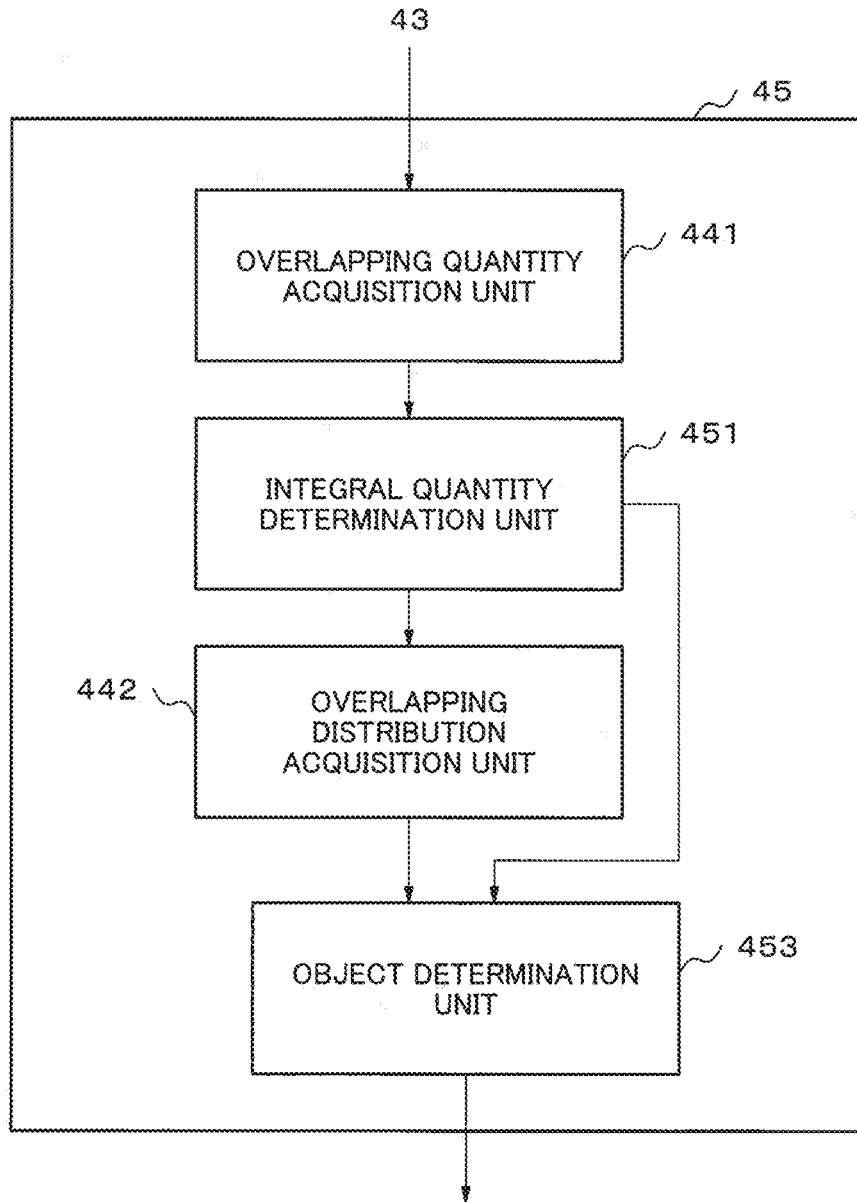 43
45
OVERLAPPING QUANTITY
ACQUISITION UNIT
441
INTEGRAL QUANTITY
DETERMINATION UNIT
451
442
OVERLAPPING
DISTRIBUTION
ACQUISITION UNIT
OBJECT DETERMINATION
UNIT
453